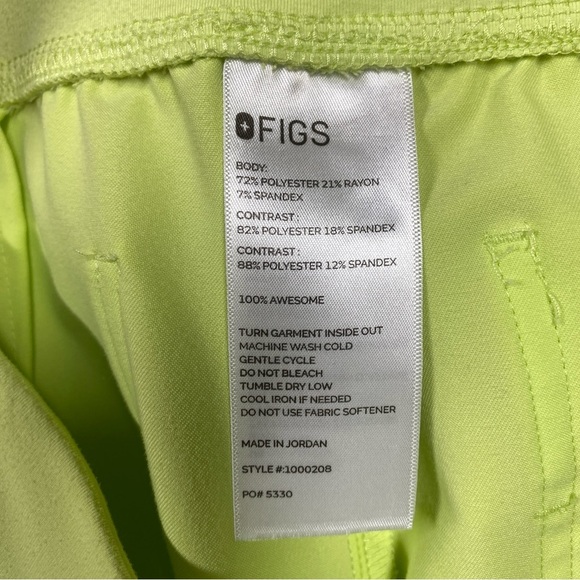 FIGS
BODY:
72% POLYESTER 21% RAYON
7% SPANDEX
CONTRAST :
82% POLYESTER 18% SPANDEX
CONTRAST :
88% POLYESTER 12% SPANDEX
100% AWESOME
TURN GARMENT INSIDE OUT
MACHINE WASH COLD
GENTLE CYCLE
DO NOT BLEACH
TUMBLE DRY LOW
COOL IRON IF NEEDED
DO NOT USE FABRIC SOFTENER
MADE IN JORDAN
STYLE #:1000208
PO# 5330